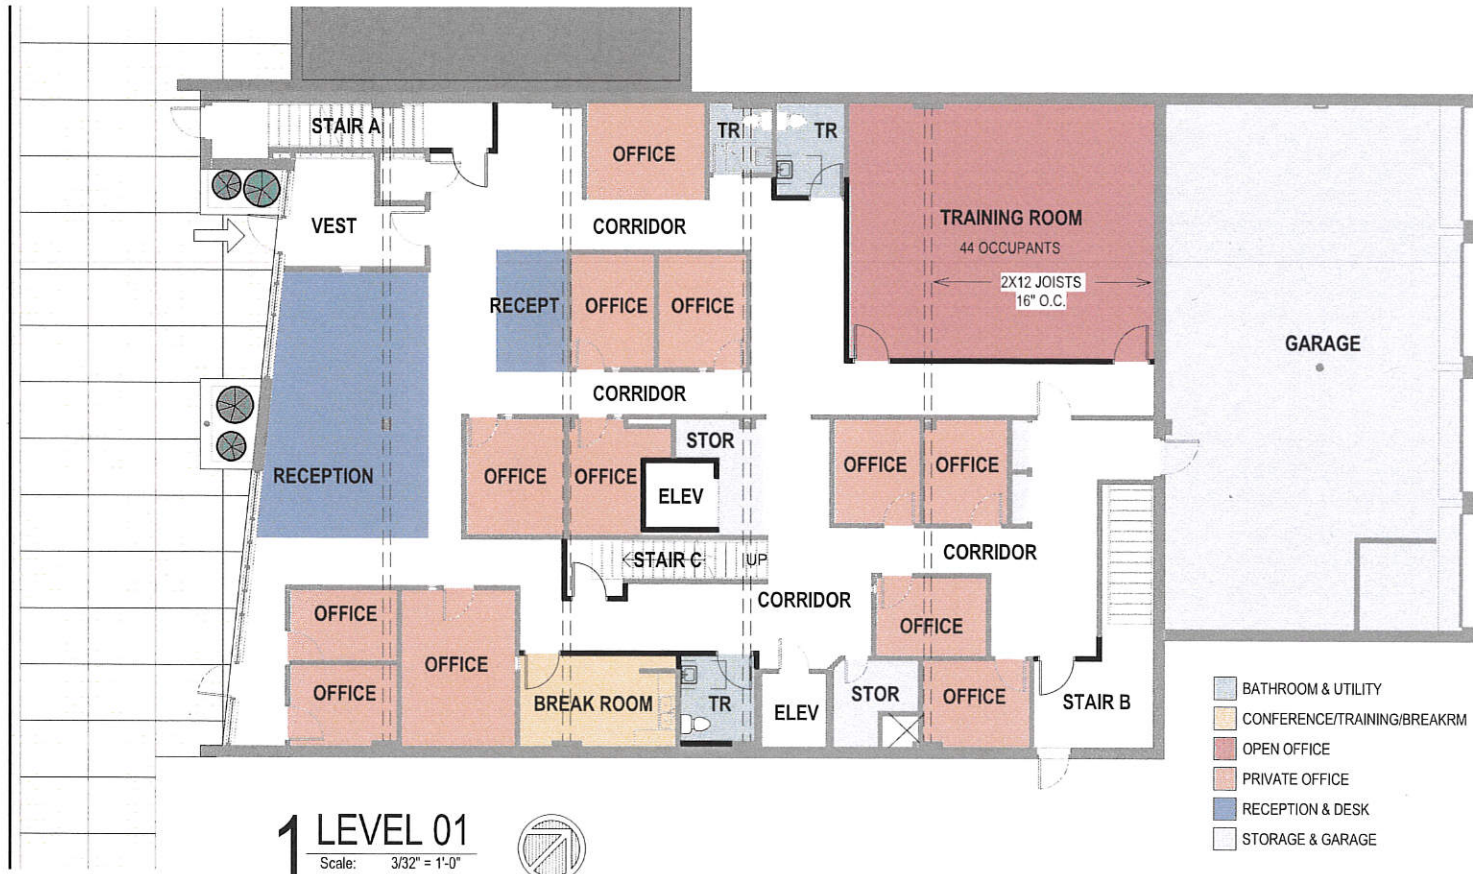 STAIR A
OFFICE
TR
TR
VEST
CORRIDOR
TRAINING ROOM
44 OCCUPANTS
2X12 JOISTS
16" O.C.
RECEPT
OFFICE
OFFICE
GARAGE
CORRIDOR
STOR
RECEPTION
OFFICE
OFFICE
ELEV
OFFICE
OFFICE
STAIR C
UP
CORRIDOR
CORRIDOR
OFFICE
OFFICE
OFFICE
OFFICE
BREAK ROOM
TR
ELEV
STOR
OFFICE
STAIR B
OFFICE
BATHROOM & UTILITY
CONFERENCE/TRAINING/BREAKRM
OPEN OFFICE
PRIVATE OFFICE
RECEPTION & DESK
STORAGE & GARAGE
1 LEVEL 01
Scale: 3/32" = 1'-0"